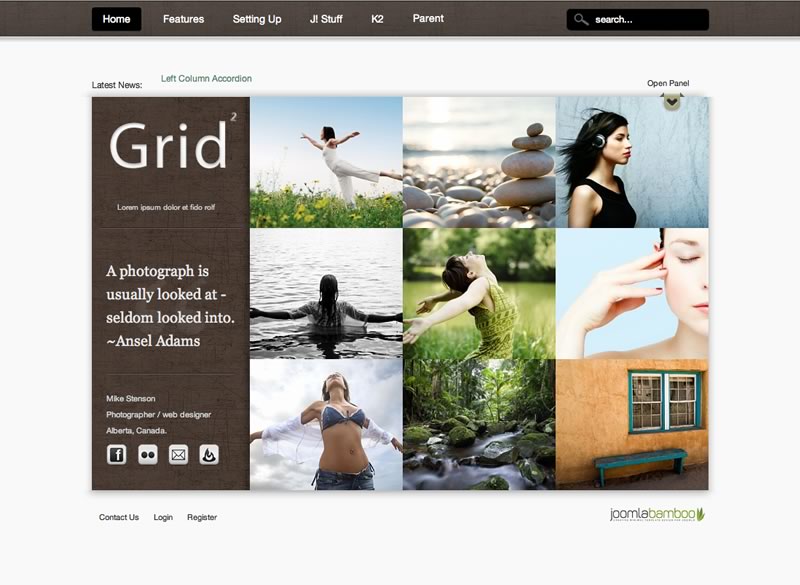 Home Features Setting Up J! Stuff K2 Parent search...
Latest News: Left Column Accordion Open Panel
Grid²
Lorem ipsum dolor et fido rolf
A photograph is
usually looked at -
seldom looked into.
~Ansel Adams
Mike Stenson
Photographer / web designer
Alberta, Canada.
f
Contact Us Login Register
joomlabamboo